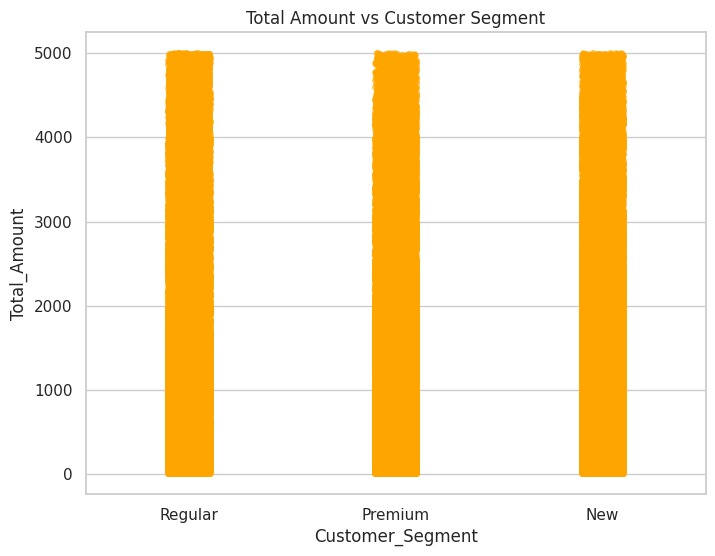 Total Amount vs Customer Segment
5000
4000
3000
2000
1000
0
Total_Amount
Regular Premium New
Customer_Segment